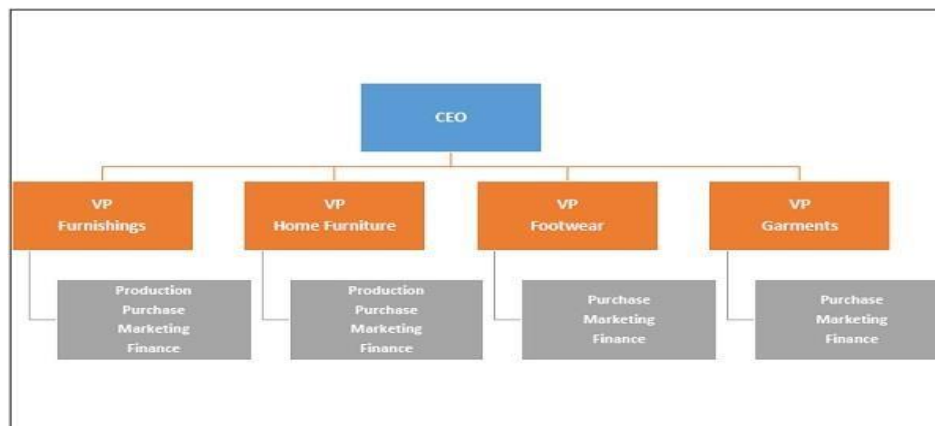 CEO
VP
Furnishings
VP
Home Furniture
VP
Footwear
VP
Garments
Production
Purchase
Marketing
Finance
Production
Purchase
Marketing
Finance
Purchase
Marketing
Finance
Purchase
Marketing
Finance